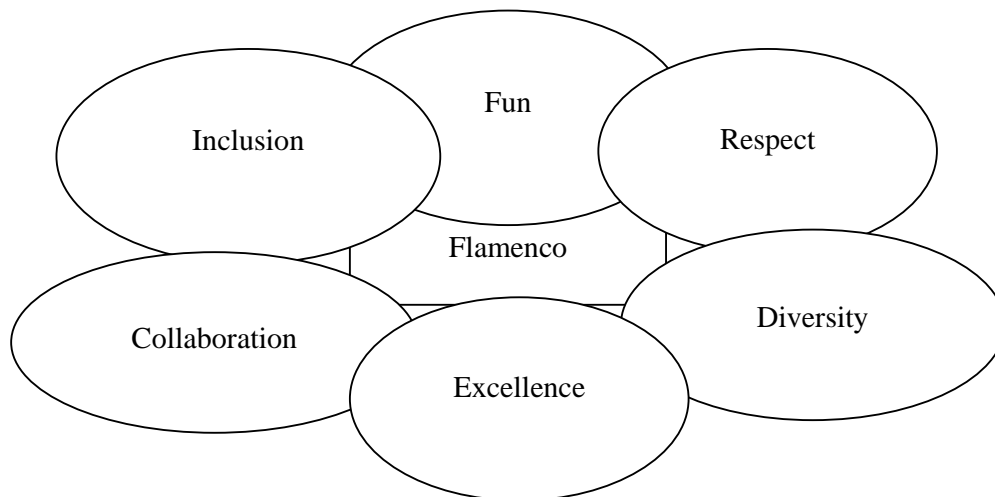 Fun
Inclusion
Respect
Flamenco
Diversity
Collaboration
Excellence